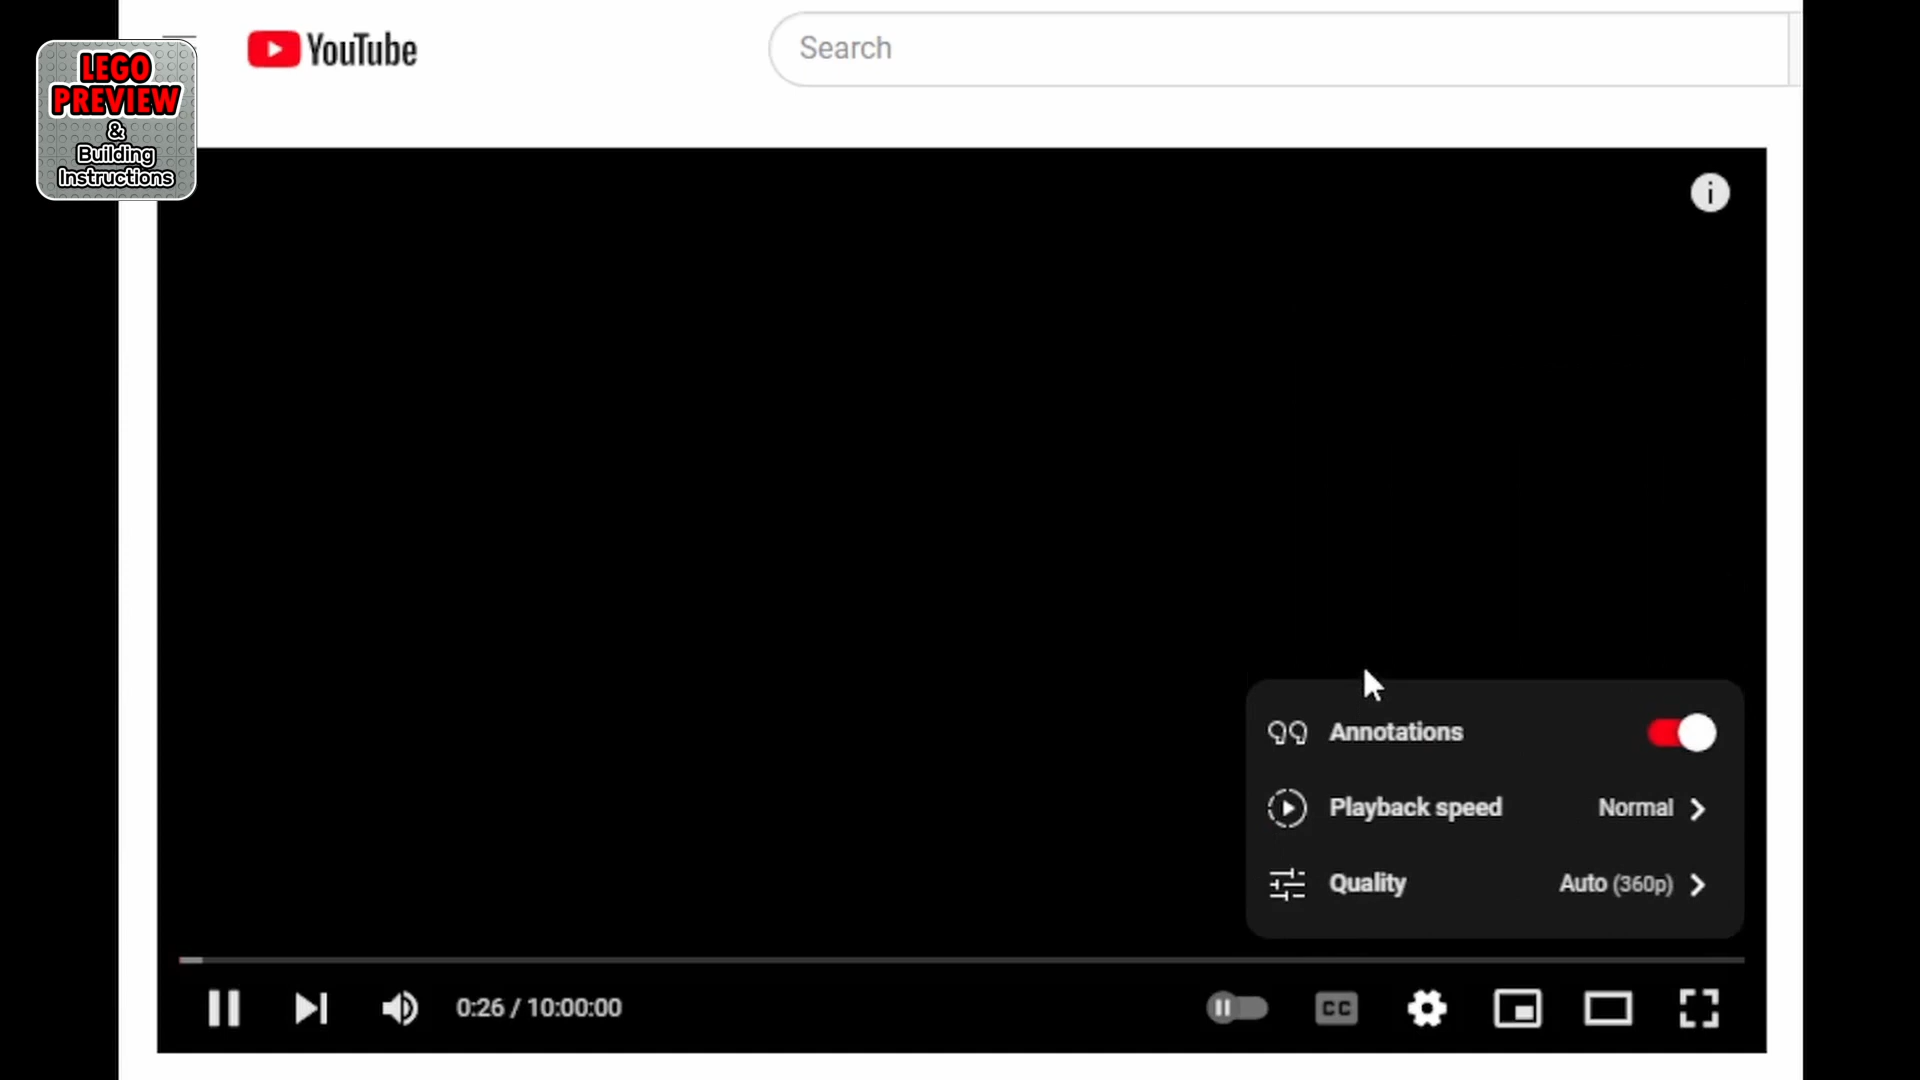 LEGO
PREVIEW
&
Building
Instructions
YouTube
Search
i
Annotations
Playback speed Normal
Quality Auto (360p)
0:26 / 10:00:00
CC